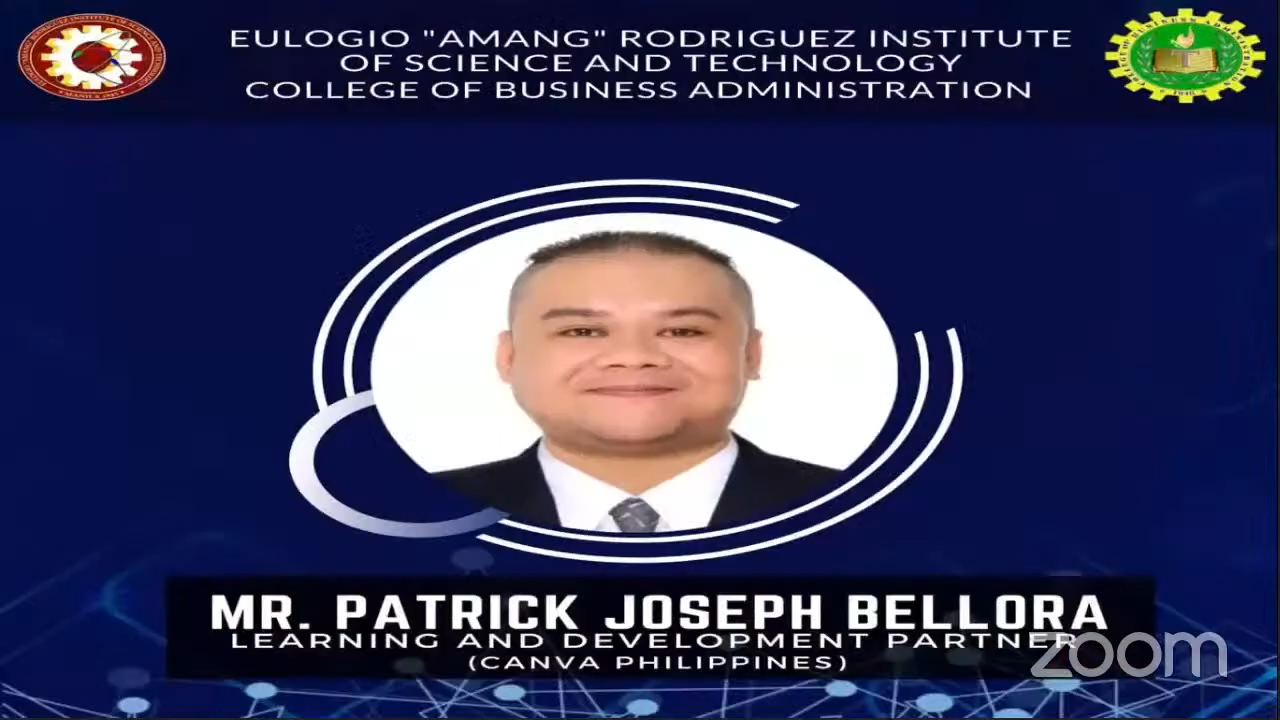 EULOGIO "AMANG" RODRIGUEZ INSTITUTE
OF SCIENCE AND TECHNOLOGY
COLLEGE OF BUSINESS ADMINISTRATION
MR. PATRICK JOSEPH BELLORA
LEARNING AND DEVELOPMENT PARTNER
(CANVA PHILIPPINES)
zoom